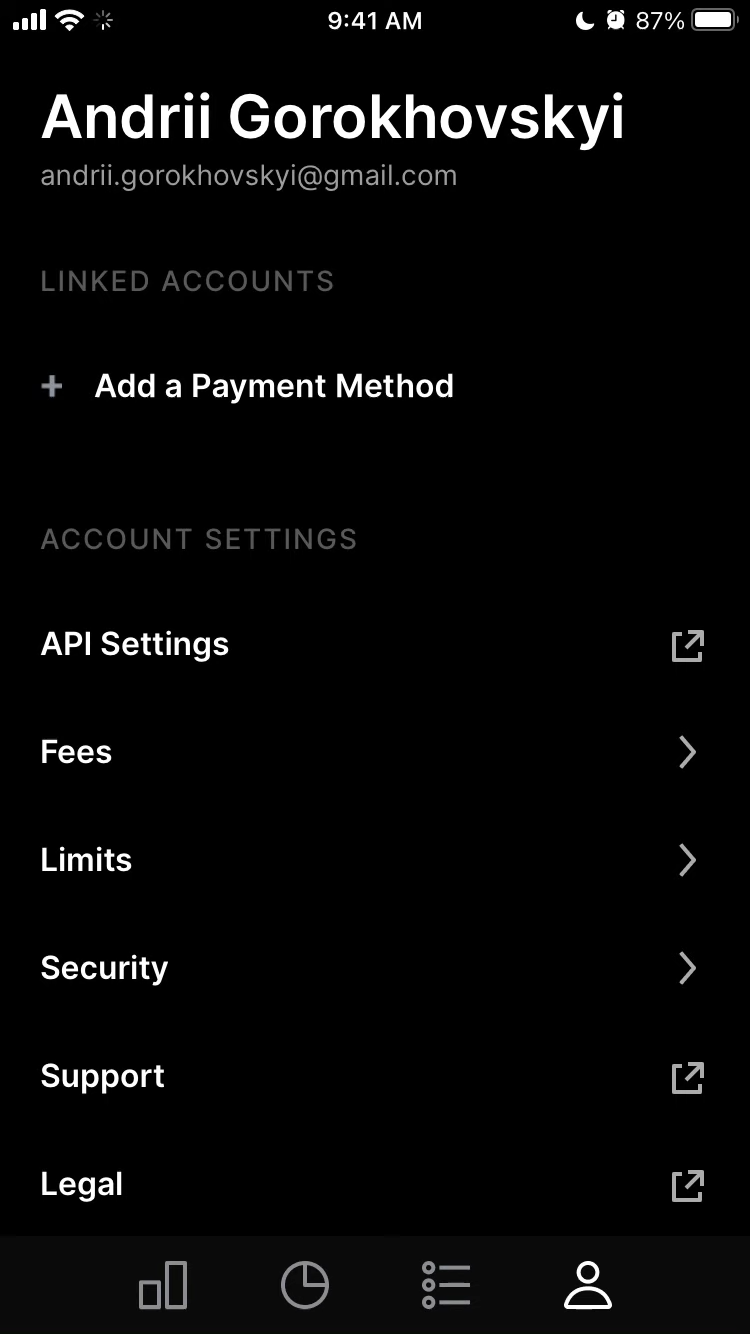 9:41 AM 87%
Andrii Gorokhovskyi
andrii.gorokhovskyi@gmail.com
LINKED ACCOUNTS
+ Add a Payment Method
ACCOUNT SETTINGS
API Settings
Fees
Limits
Security
Support
Legal